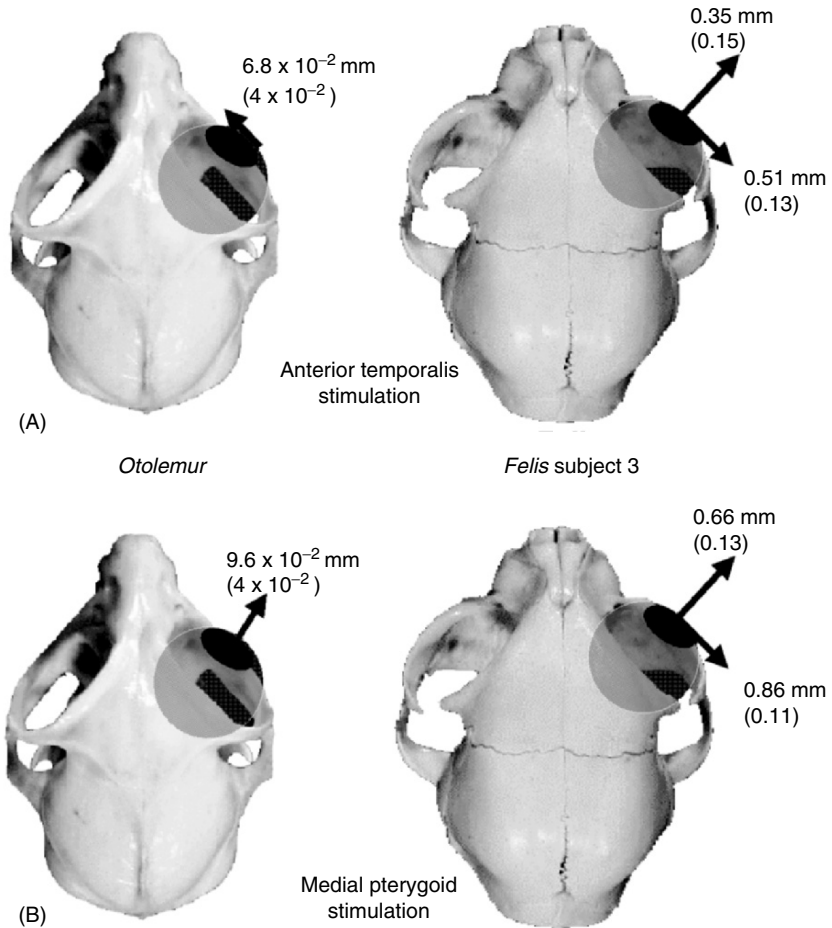 0.35 mm
(0.15)
6.8 x 10⁻² mm
(4 x 10⁻²)
0.51 mm
(0.13)
Anterior temporalis
stimulation
(A)
Otolemur
Felis subject 3
0.66 mm
(0.13)
9.6 x 10⁻² mm
(4 x 10⁻²)
0.86 mm
(0.11)
Medial pterygoid
stimulation
(B)